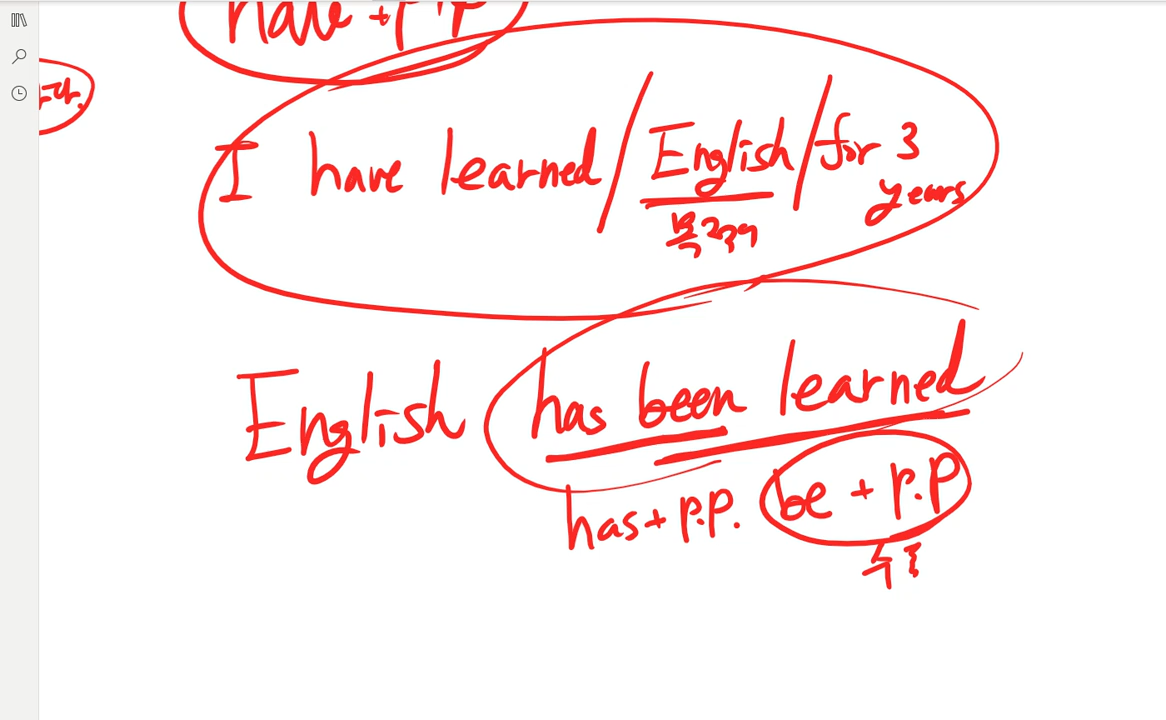 have + p.p
I have learned / English / for 3 years
목적어
English has been learned
has + p.p. be + p.p
수동